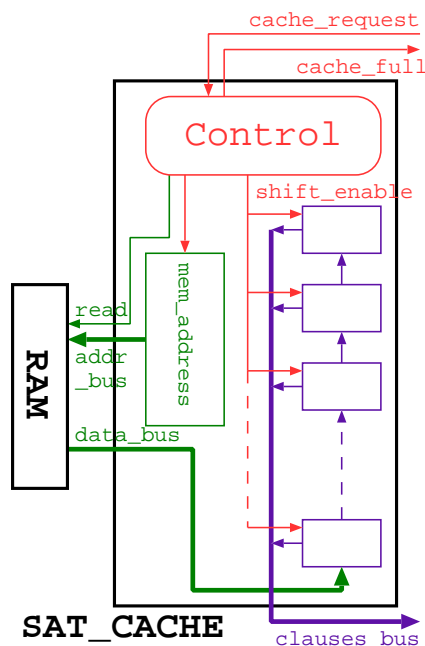 cache_request
cache_full
Control
shift_enable
mem_address
read
RAM
addr
_bus
data_bus
SAT_CACHE
clauses bus